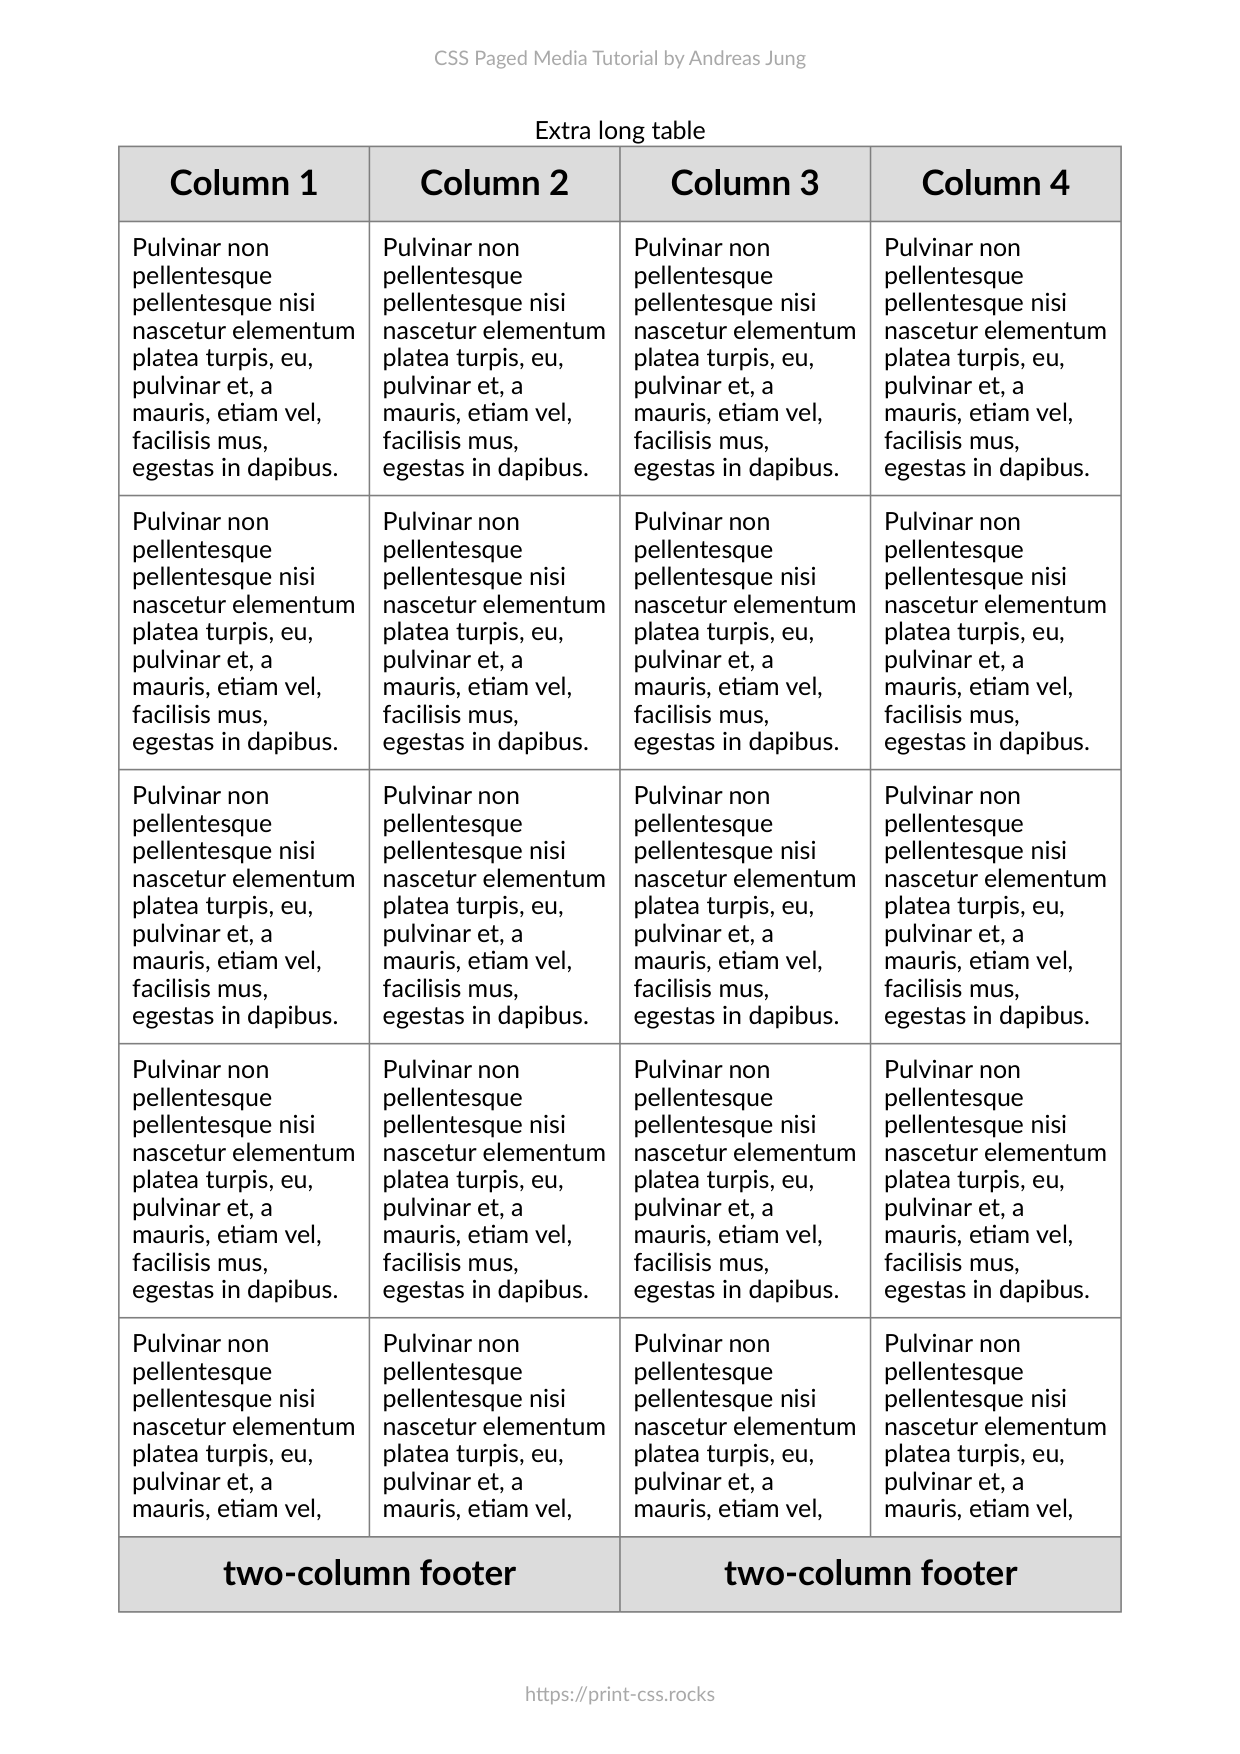 CSS Paged Media Tutorial by Andreas Jung
Extra long table
Column 1 Column 2 Column 3 Column 4
Pulvinar non Pulvinar non Pulvinar non Pulvinar non
pellentesque pellentesque pellentesque pellentesque
pellentesque nisi pellentesque nisi pellentesque nisi pellentesque nisi
nascetur elementum nascetur elementum nascetur elementum nascetur elementum
platea turpis, eu, platea turpis, eu, platea turpis, eu, platea turpis, eu,
pulvinar et, a pulvinar et, a pulvinar et, a pulvinar et, a
mauris, etiam vel, mauris, etiam vel, mauris, etiam vel, mauris, etiam vel,
facilisis mus, facilisis mus, facilisis mus, facilisis mus,
egestas in dapibus. egestas in dapibus. egestas in dapibus. egestas in dapibus.
Pulvinar non Pulvinar non Pulvinar non Pulvinar non
pellentesque pellentesque pellentesque pellentesque
pellentesque nisi pellentesque nisi pellentesque nisi pellentesque nisi
nascetur elementum nascetur elementum nascetur elementum nascetur elementum
platea turpis, eu, platea turpis, eu, platea turpis, eu, platea turpis, eu,
pulvinar et, a pulvinar et, a pulvinar et, a pulvinar et, a
mauris, etiam vel, mauris, etiam vel, mauris, etiam vel, mauris, etiam vel,
facilisis mus, facilisis mus, facilisis mus, facilisis mus,
egestas in dapibus. egestas in dapibus. egestas in dapibus. egestas in dapibus.
Pulvinar non Pulvinar non Pulvinar non Pulvinar non
pellentesque pellentesque pellentesque pellentesque
pellentesque nisi pellentesque nisi pellentesque nisi pellentesque nisi
nascetur elementum nascetur elementum nascetur elementum nascetur elementum
platea turpis, eu, platea turpis, eu, platea turpis, eu, platea turpis, eu,
pulvinar et, a pulvinar et, a pulvinar et, a pulvinar et, a
mauris, etiam vel, mauris, etiam vel, mauris, etiam vel, mauris, etiam vel,
facilisis mus, facilisis mus, facilisis mus, facilisis mus,
egestas in dapibus. egestas in dapibus. egestas in dapibus. egestas in dapibus.
Pulvinar non Pulvinar non Pulvinar non Pulvinar non
pellentesque pellentesque pellentesque pellentesque
pellentesque nisi pellentesque nisi pellentesque nisi pellentesque nisi
nascetur elementum nascetur elementum nascetur elementum nascetur elementum
platea turpis, eu, platea turpis, eu, platea turpis, eu, platea turpis, eu,
pulvinar et, a pulvinar et, a pulvinar et, a pulvinar et, a
mauris, etiam vel, mauris, etiam vel, mauris, etiam vel, mauris, etiam vel,
facilisis mus, facilisis mus, facilisis mus, facilisis mus,
egestas in dapibus. egestas in dapibus. egestas in dapibus. egestas in dapibus.
Pulvinar non Pulvinar non Pulvinar non Pulvinar non
pellentesque pellentesque pellentesque pellentesque
pellentesque nisi pellentesque nisi pellentesque nisi pellentesque nisi
nascetur elementum nascetur elementum nascetur elementum nascetur elementum
platea turpis, eu, platea turpis, eu, platea turpis, eu, platea turpis, eu,
pulvinar et, a pulvinar et, a pulvinar et, a pulvinar et, a
mauris, etiam vel, mauris, etiam vel, mauris, etiam vel, mauris, etiam vel,
two-column footer two-column footer
https://print-css.rocks